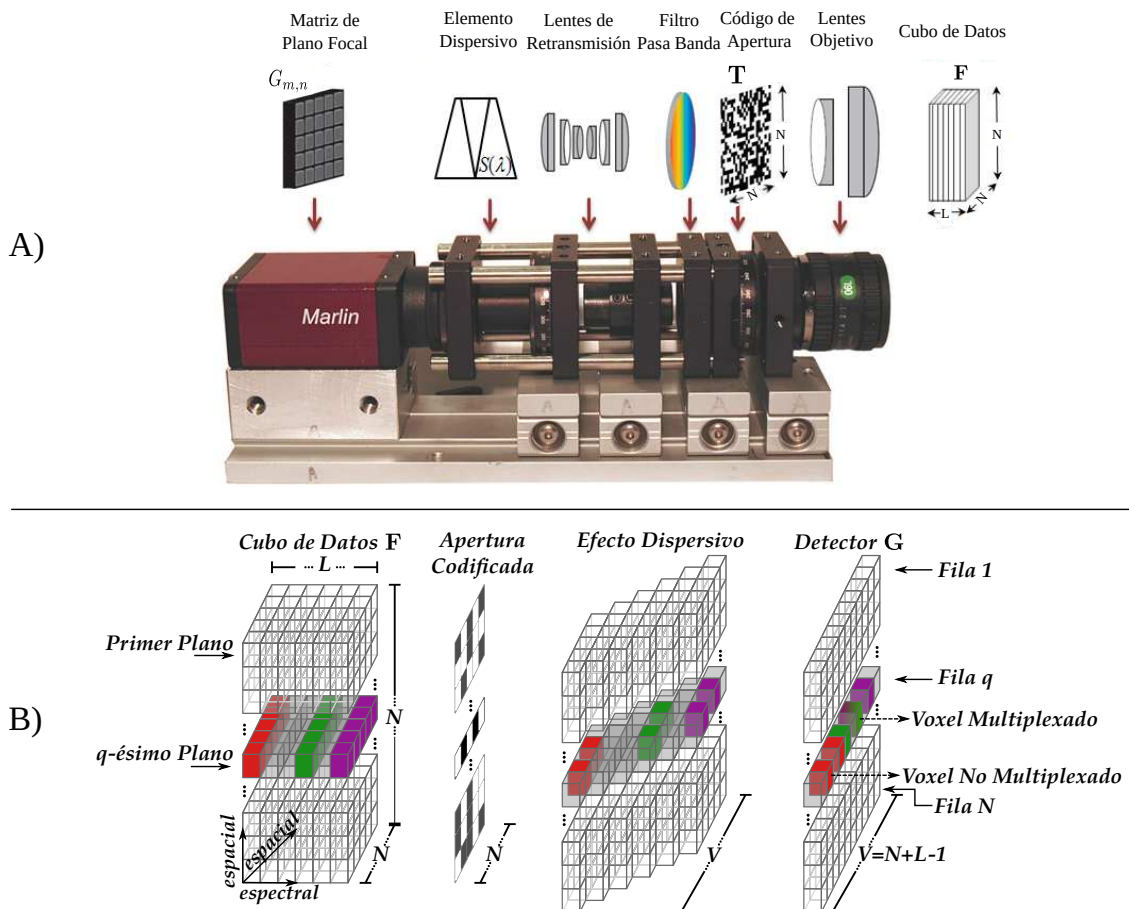 Matriz de
Plano Focal
Elemento
Dispersivo
Lentes de
Retransmisión
Filtro
Pasa Banda
Código de
Apertura
Lentes
Objetivo
Cubo de Datos
G_{m,n}
S(λ)
T
N
N
F
N
N
L
A)
Marlin
06L
A
A
A
A
A
A
B)
Cubo de Datos F
L
Apertura
Codificada
Efecto Dispersivo
Detector G
Fila 1
Primer Plano
N
Fila q
Voxel Multiplexado
q-ésimo Plano
Voxel No Multiplexado
Fila N
espacial
espacial
espectral
N
N
V
V=N+L-1